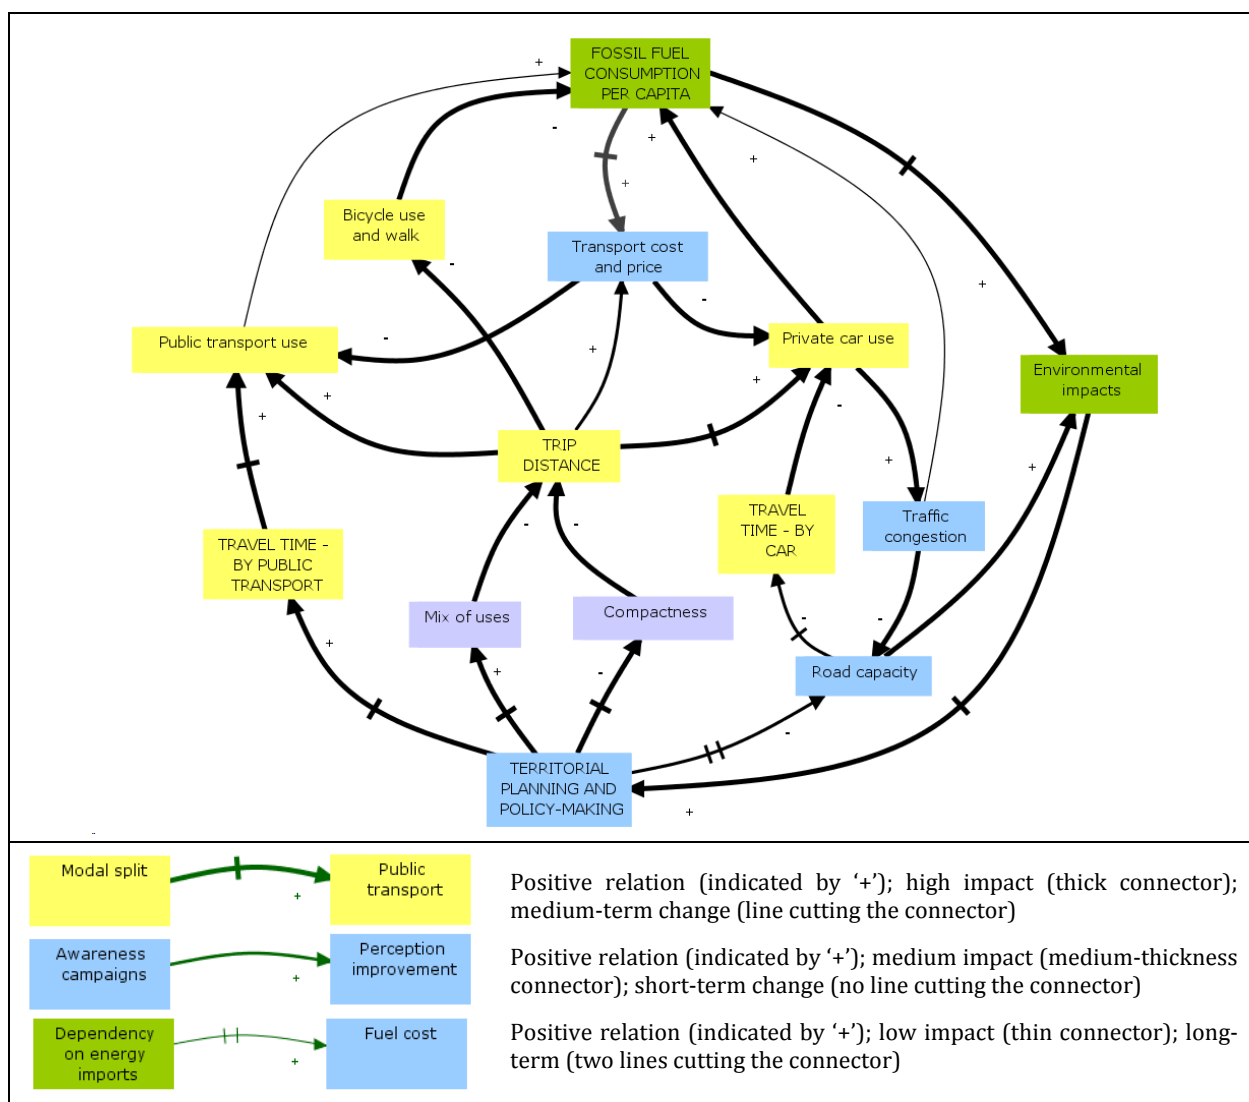 FOSSIL FUEL
CONSUMPTION
PER CAPITA
+
-
+
+
+
Bicycle use
and walk
Transport cost
and price
-
-
+
Public transport use
-
+
Private car use
Environmental
impacts
+
+
-
+
TRIP
DISTANCE
+
+
-
-
TRAVEL
TIME - BY
CAR
Traffic
congestion
TRAVEL TIME -
BY PUBLIC
TRANSPORT
Mix of uses
Compactness
-
-
+
+
-
Road capacity
-
TERRITORIAL
PLANNING AND
POLICY-MAKING
+
Modal split
+
Public
transport
Positive relation (indicated by ‘+’); high impact (thick connector);
medium-term change (line cutting the connector)
Awareness
campaigns
+
Perception
improvement
Positive relation (indicated by ‘+’); medium impact (medium-thickness
connector); short-term change (no line cutting the connector)
Dependency
on energy
imports
+
Fuel cost
Positive relation (indicated by ‘+’); low impact (thin connector); long-
term (two lines cutting the connector)